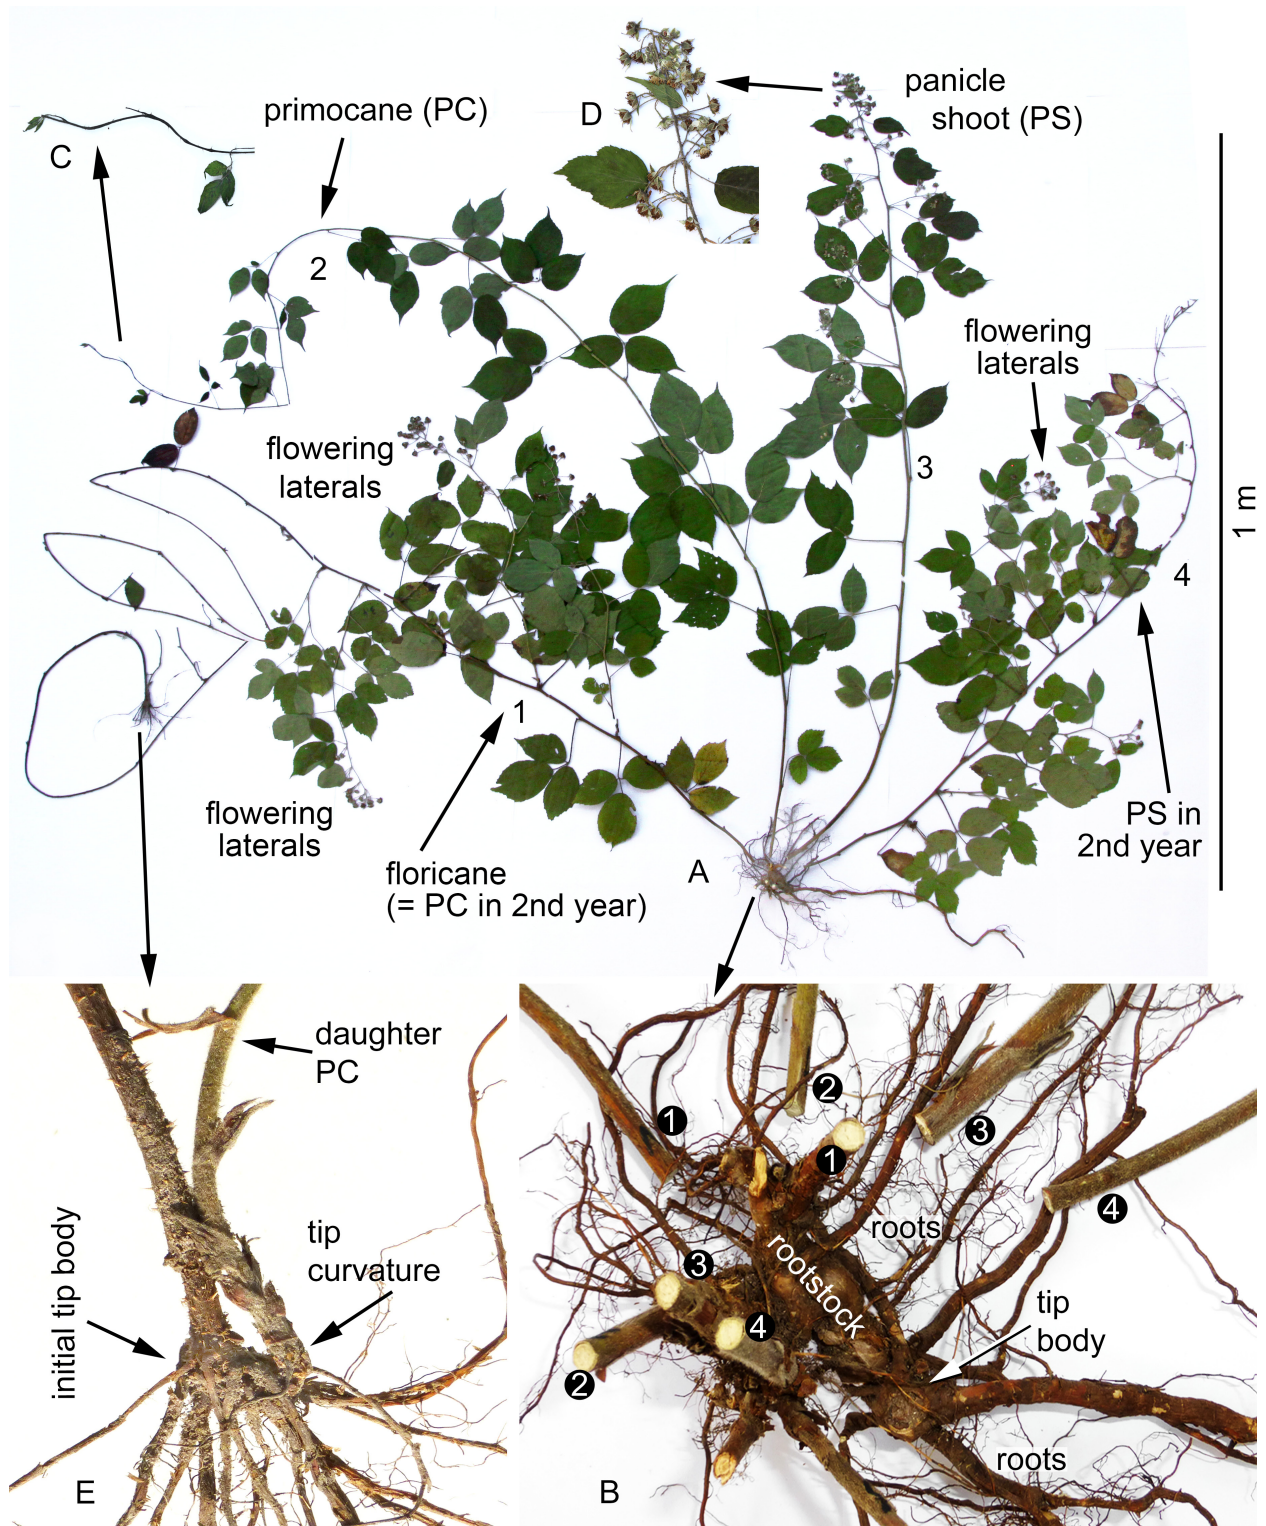 primocane (PC)
C
D
panicle
shoot (PS)
2
flowering
laterals
flowering
laterals
3
1 m
4
1
flowering
laterals
floricane
(= PC in 2nd year)
A
PS in
2nd year
daughter
PC
initial tip body
tip
curvature
E
1
2
1
3
4
roots
3
rootstock
4
2
tip
body
roots
B